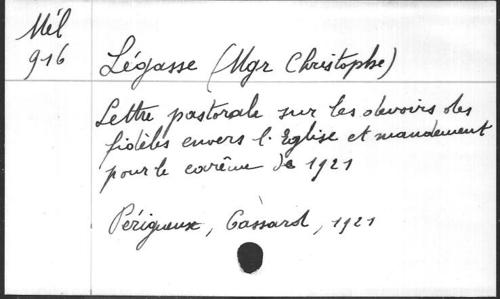 Mél
916
Légasse (Mgr Christophe)
Lettre pastorale sur les devoirs des
fidèles envers l'Eglise et mandement
pour le carême de 1921
Périgueux, Cassard, 1921